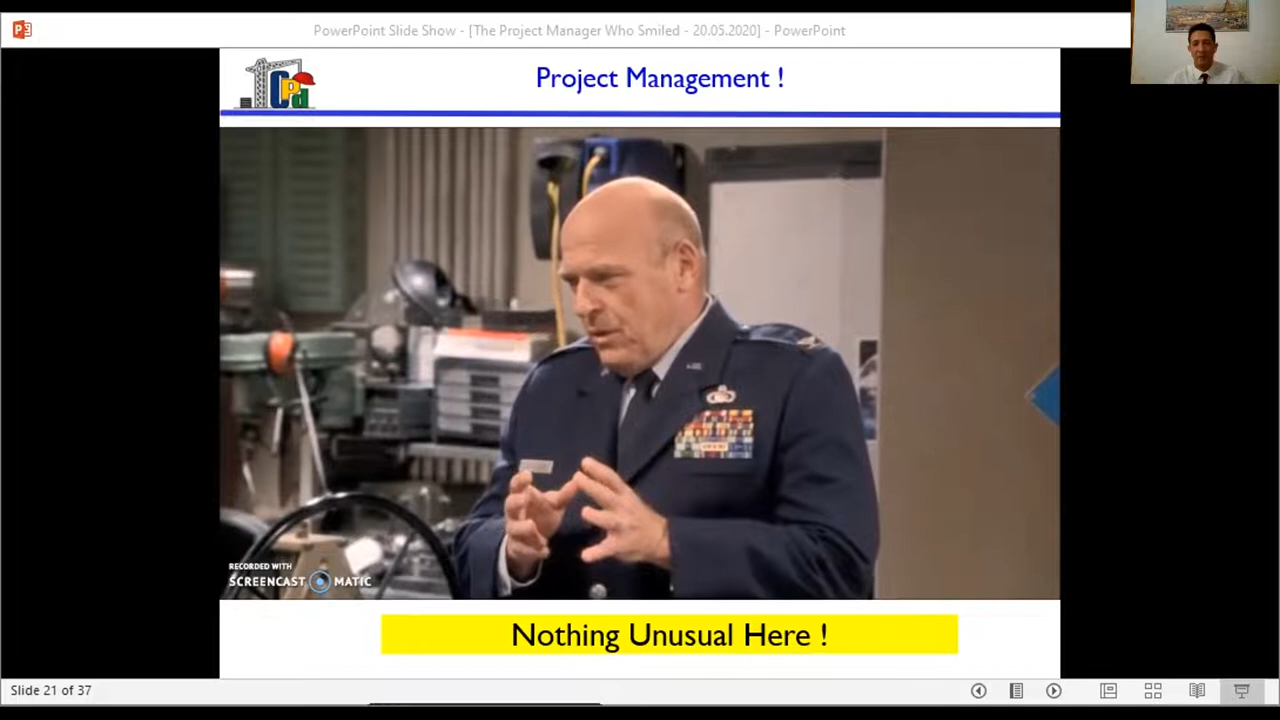 PowerPoint Slide Show - [The Project Manager Who Smiled - 20.05.2020] - PowerPoint
CPd
Project Management !
RECORDED WITH
SCREENCAST MATIC
Nothing Unusual Here !
Slide 21 of 37